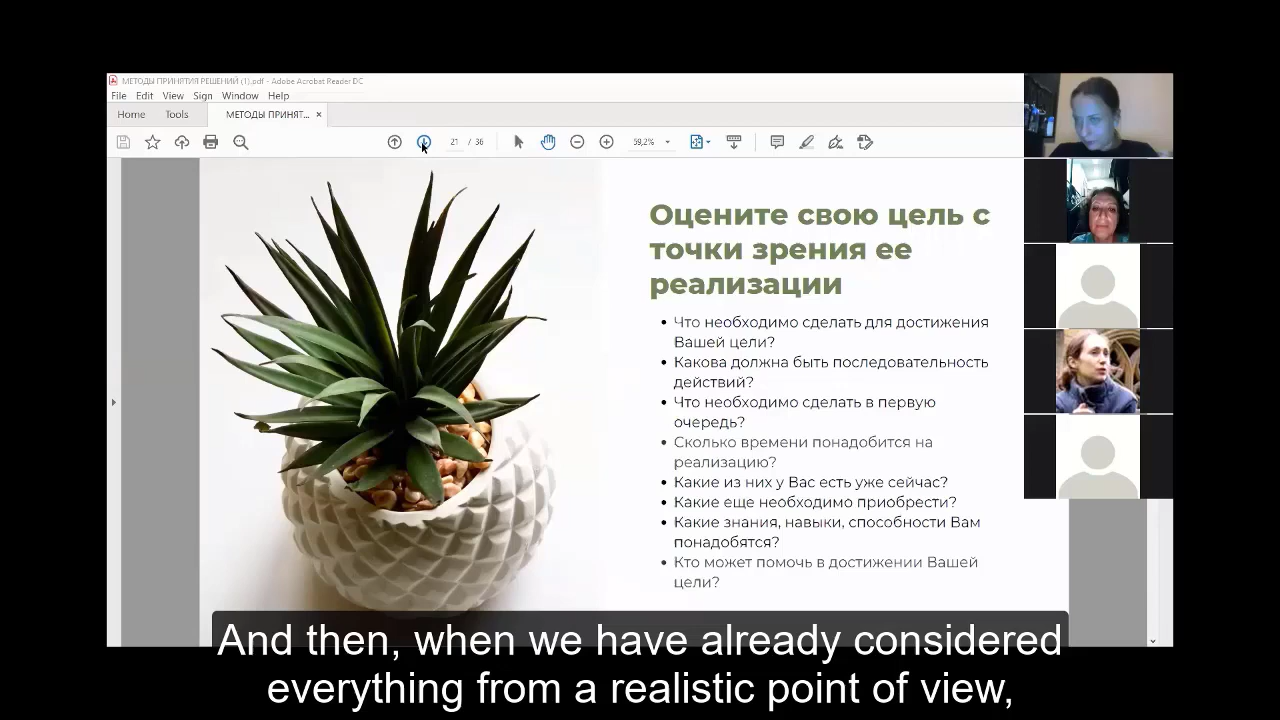 МЕТОДЫ ПРИНЯТИЯ РЕШЕНИЙ (1).pdf - Adobe Acrobat Reader DC
File Edit View Sign Window Help
Home Tools МЕТОДЫ ПРИНЯТ... ×
21 / 36 59,2%
Оцените свою цель с
точки зрения ее
реализации
• Что необходимо сделать для достижения
Вашей цели?
• Какова должна быть последовательность
действий?
• Что необходимо сделать в первую
очередь?
• Сколько времени понадобится на
реализацию?
• Какие из них у Вас есть уже сейчас?
• Какие еще необходимо приобрести?
• Какие знания, навыки, способности Вам
понадобятся?
• Кто может помочь в достижении Вашей
цели?
And then, when we have already considered
everything from a realistic point of view,